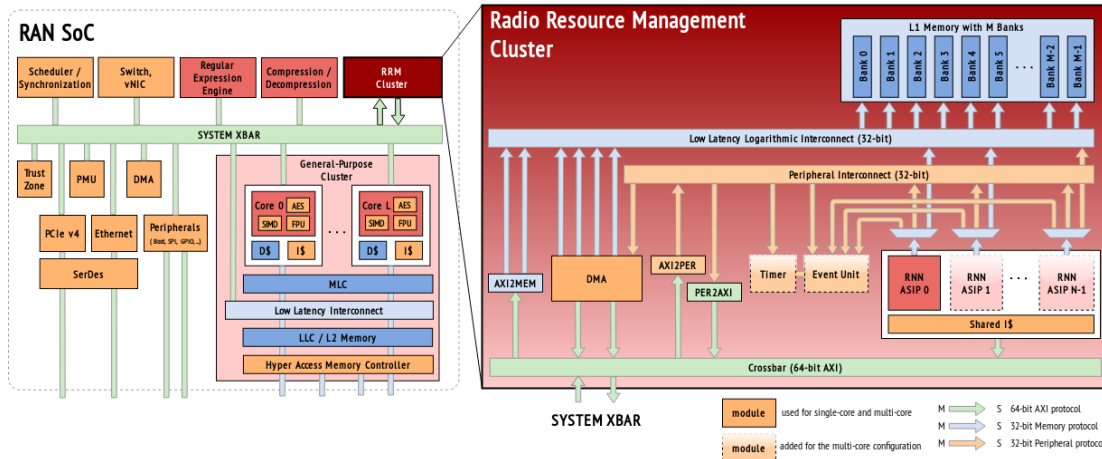 RAN SoC
Scheduler /
Synchronization
Switch,
vNIC
Regular
Expression
Engine
Compression /
Decompression
RRM
Cluster
SYSTEM XBAR
Trust
Zone
PMU
DMA
PCIe v4
Ethernet
Peripherals
( Boot, SPI, GPIO, ...)
SerDes
General-Purpose
Cluster
Core 0
AES
SIMD
FPU
D$
I$
...
Core L
AES
SIMD
FPU
D$
I$
MLC
Low Latency Interconnect
LLC / L2 Memory
Hyper Access Memory Controller
Radio Resource Management
Cluster
L1 Memory with M Banks
Bank 0
Bank 1
Bank 2
Bank 3
Bank 4
Bank 5
...
Bank M-2
Bank M-1
Low Latency Logarithmic Interconnect (32-bit)
Peripheral Interconnect (32-bit)
AXI2MEM
DMA
AXI2PER
PER2AXI
Timer
Event Unit
RNN
ASIP 0
RNN
ASIP 1
...
RNN
ASIP N-1
Shared I$
Crossbar (64-bit AXI)
SYSTEM XBAR
module used for single-core and multi-core
module added for the multi-core configuration
M S 64-bit AXI protocol
M S 32-bit Memory protocol
M S 32-bit Peripheral protoco